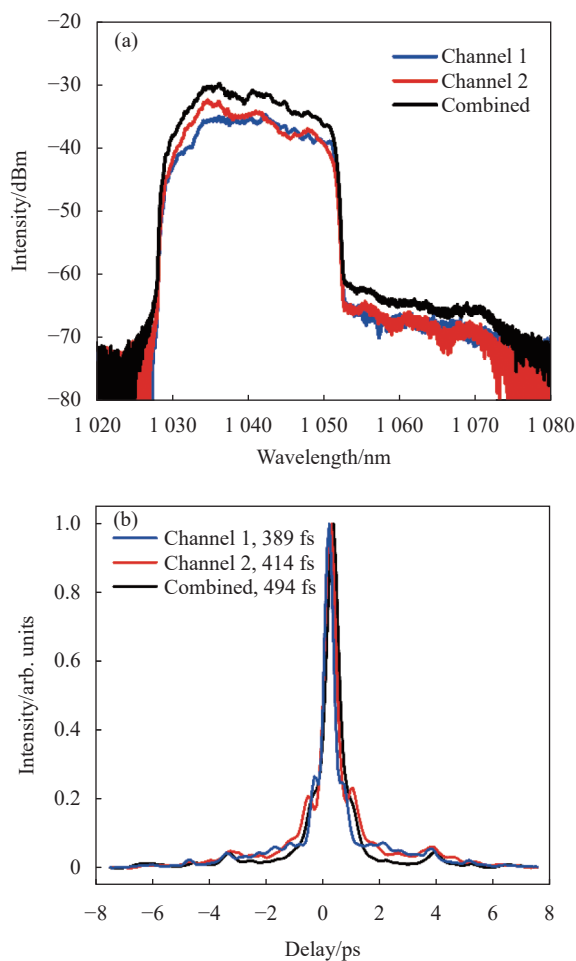 (a)
Channel 1
Channel 2
Combined
Intensity/dBm
−20
−30
−40
−50
−60
−70
−80
1 020 1 030 1 040 1 050 1 060 1 070 1 080
Wavelength/nm
(b)
Channel 1, 389 fs
Channel 2, 414 fs
Combined, 494 fs
Intensity/arb. units
1.0
0.8
0.6
0.4
0.2
0
−8 −6 −4 −2 0 2 4 6 8
Delay/ps